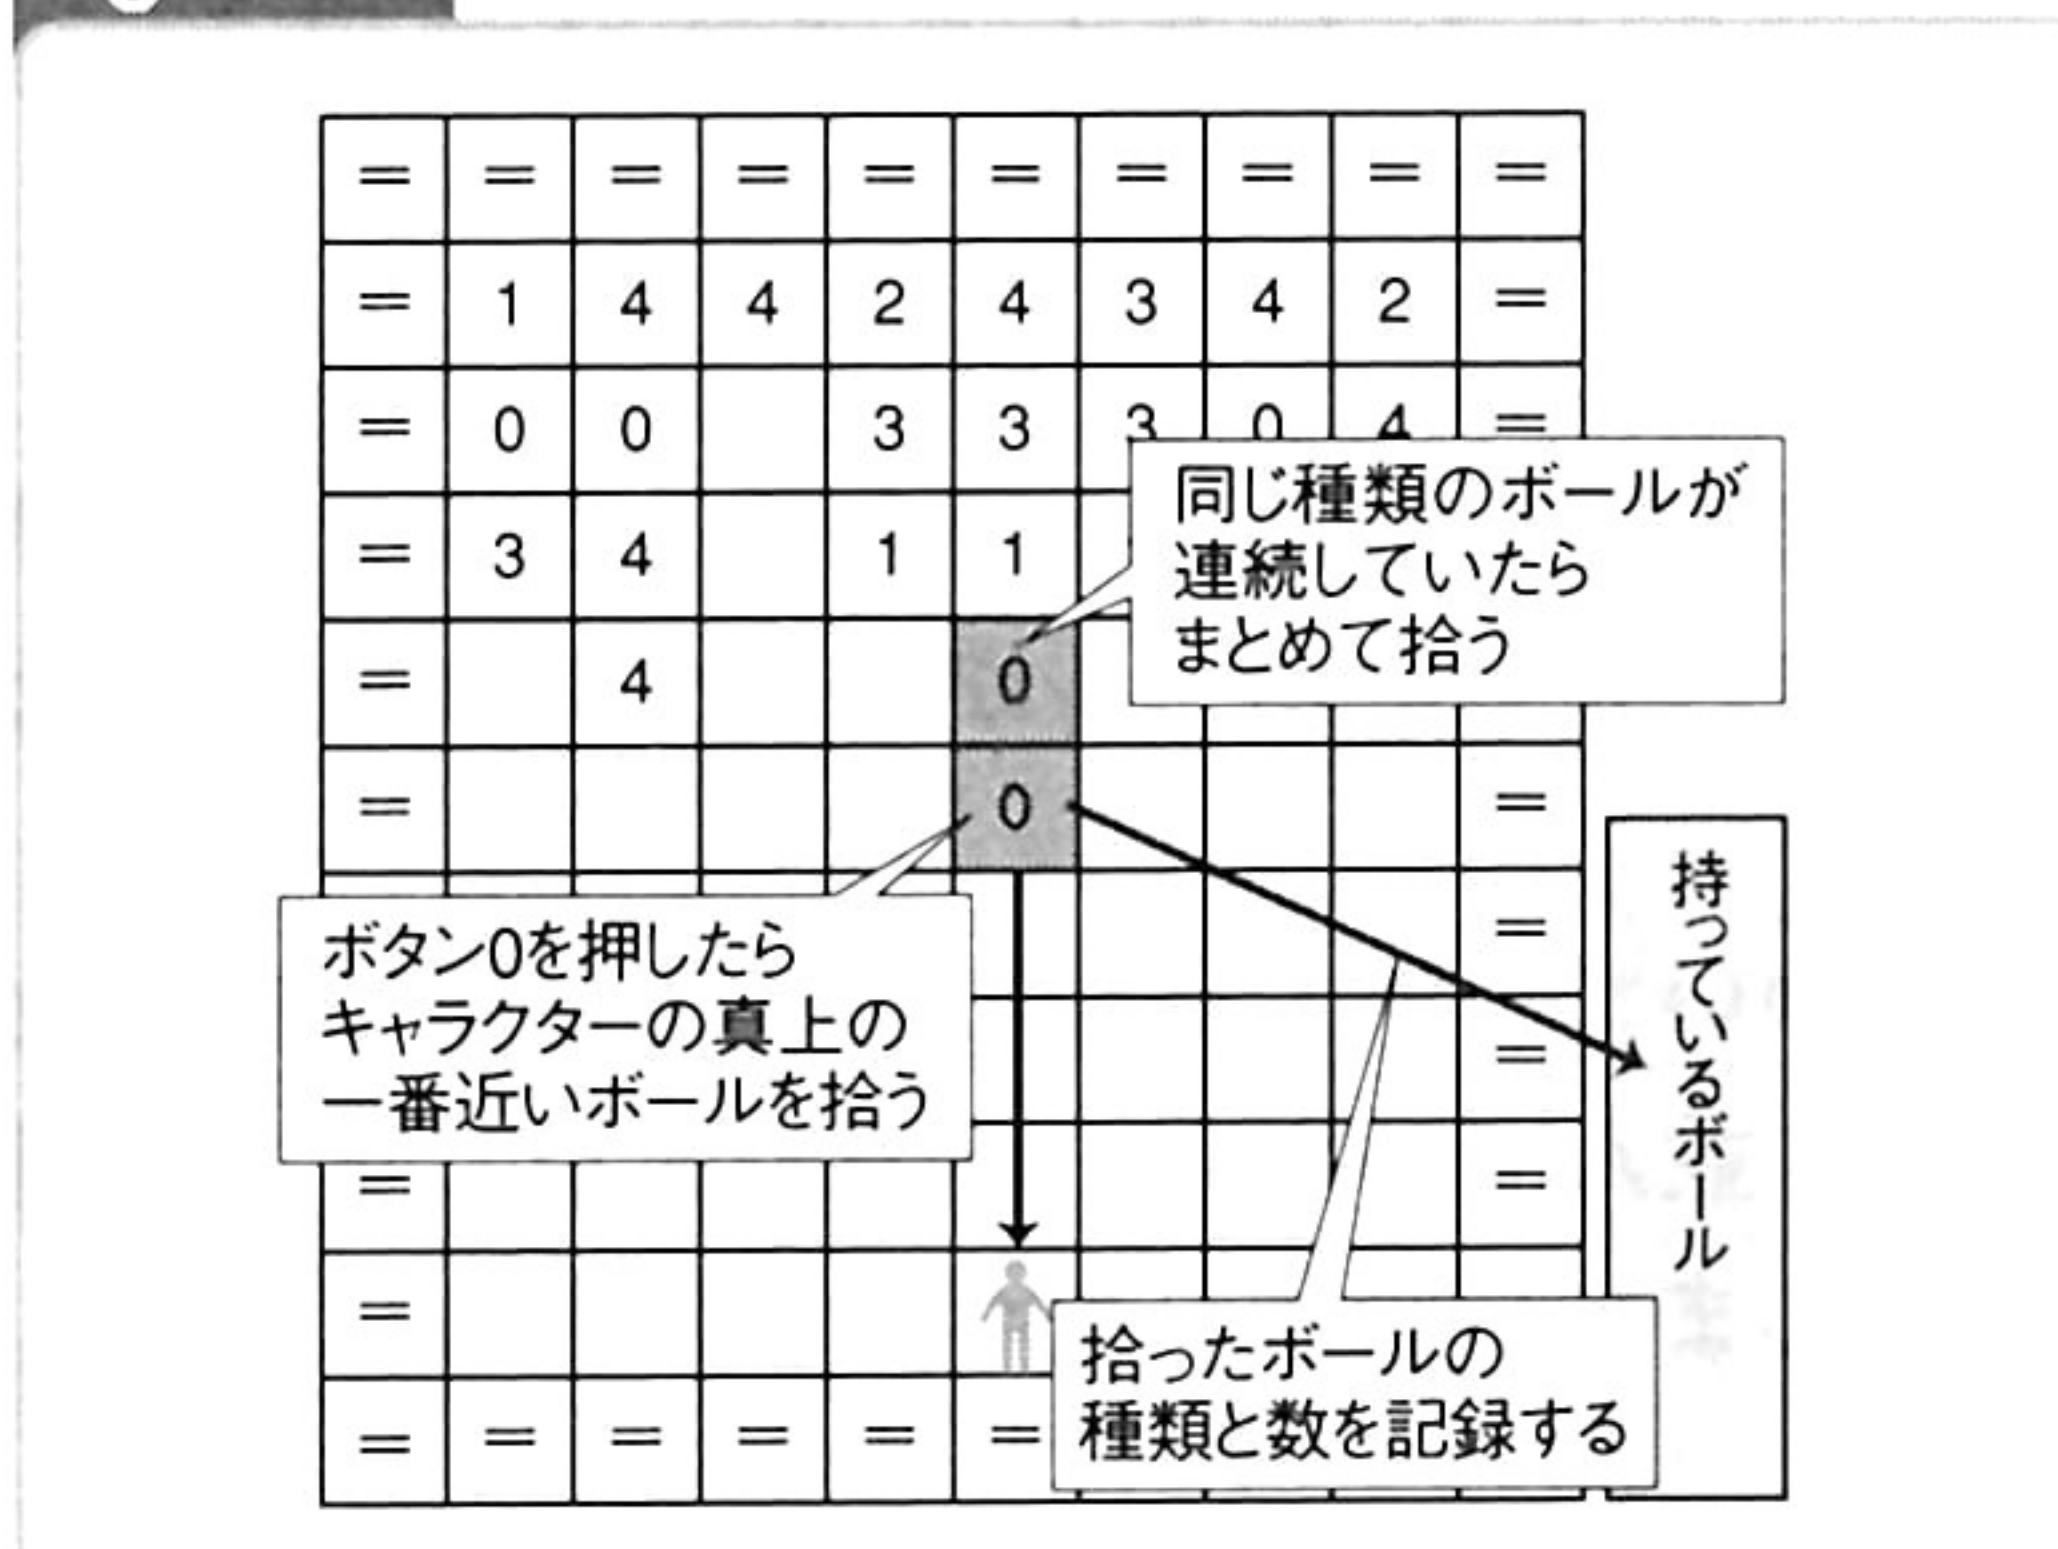 = = = = = = = = = =
= 1 4 4 2 4 3 4 2 =
= 0 0 3 3 3 0 4 =
= 3 4 1 1
同じ種類のボールが
連続していたら
まとめて拾う
= 4 0
= 0 =
=
=
=
ボタン0を押したら
キャラクターの真上の
一番近いボールを拾う
持っているボール
=
=
拾ったボールの
種類と数を記録する
= = = = = =